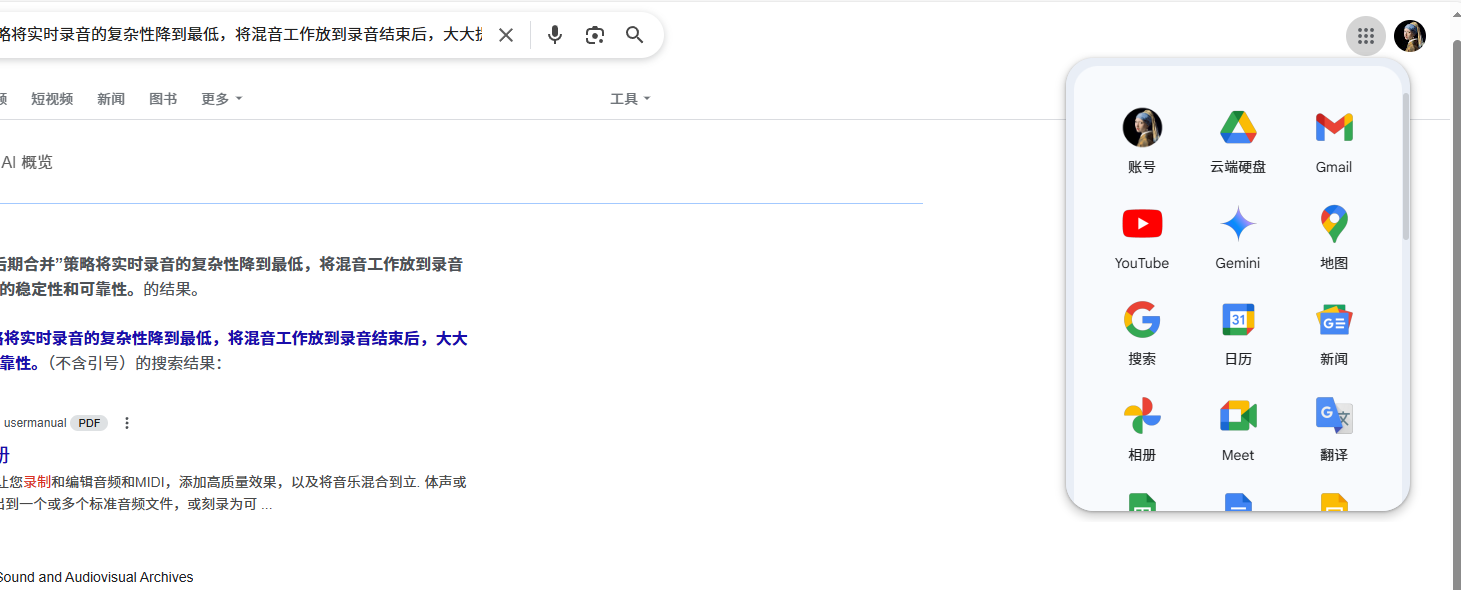 略将实时录音的复杂性降到最低，将混音工作放到录音结束后，大大
短视频 新闻 图书 更多 工具
AI 概览
后期合并”策略将实时录音的复杂性降到最低，将混音工作放到录音
的稳定性和可靠性。的结果。
将实时录音的复杂性降到最低，将混音工作放到录音结束后，大大
靠性。（不含引号）的搜索结果：
usermanual PDF
册
让您录制和编辑音频和MIDI，添加高质量效果，以及将音乐混合到立. 体声或
出到一个或多个标准音频文件，或刻录为可 ...
Sound and Audiovisual Archives
账号 云端硬盘 Gmail
YouTube Gemini 地图
31
GE
搜索 日历 新闻
G 文
相册 Meet 翻译